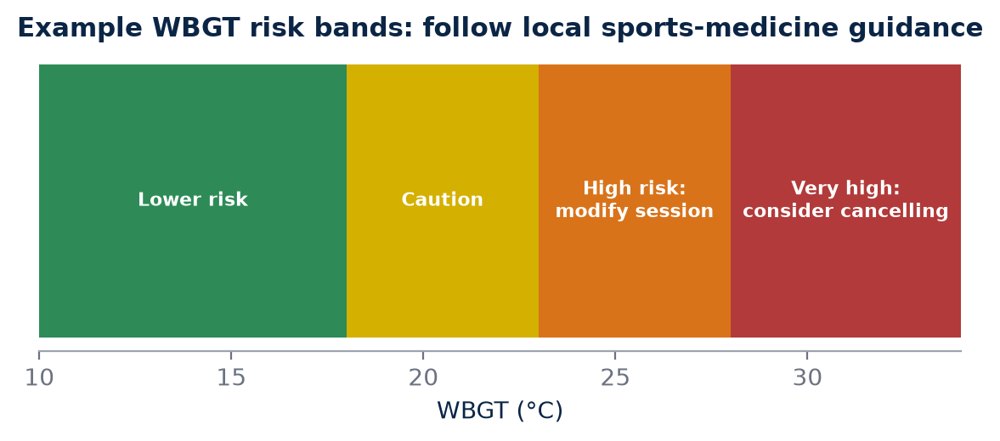 Example WBGT risk bands: follow local sports-medicine guidance
Lower risk
Caution
High risk:
modify session
Very high:
consider cancelling
10
15
20
25
30
WBGT (°C)